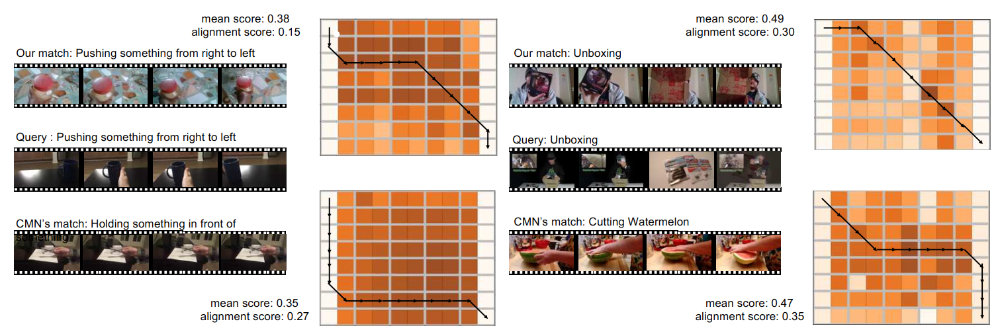 mean score: 0.38
alignment score: 0.15
Our match: Pushing something from right to left
Query : Pushing something from right to left
CMN's match: Holding something in front of
something
mean score: 0.35
alignment score: 0.27
mean score: 0.49
alignment score: 0.30
Our match: Unboxing
Query: Unboxing
CMN's match: Cutting Watermelon
mean score: 0.47
alignment score: 0.35